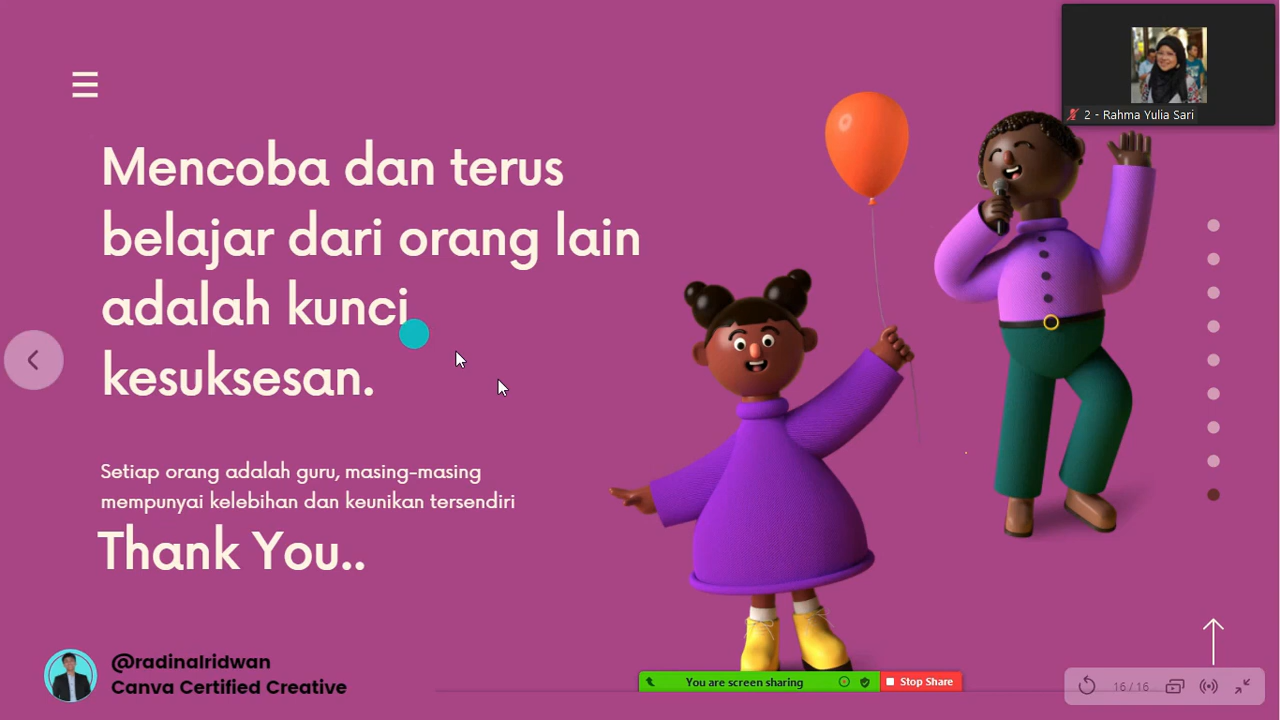 2 - Rahma Yulia Sari
Mencoba dan terus
belajar dari orang lain
adalah kunci
kesuksesan.
Setiap orang adalah guru, masing-masing
mempunyai kelebihan dan keunikan tersendiri
Thank You..
@radinalridwan
Canva Certified Creative
You are screen sharing
Stop Share
16 / 16